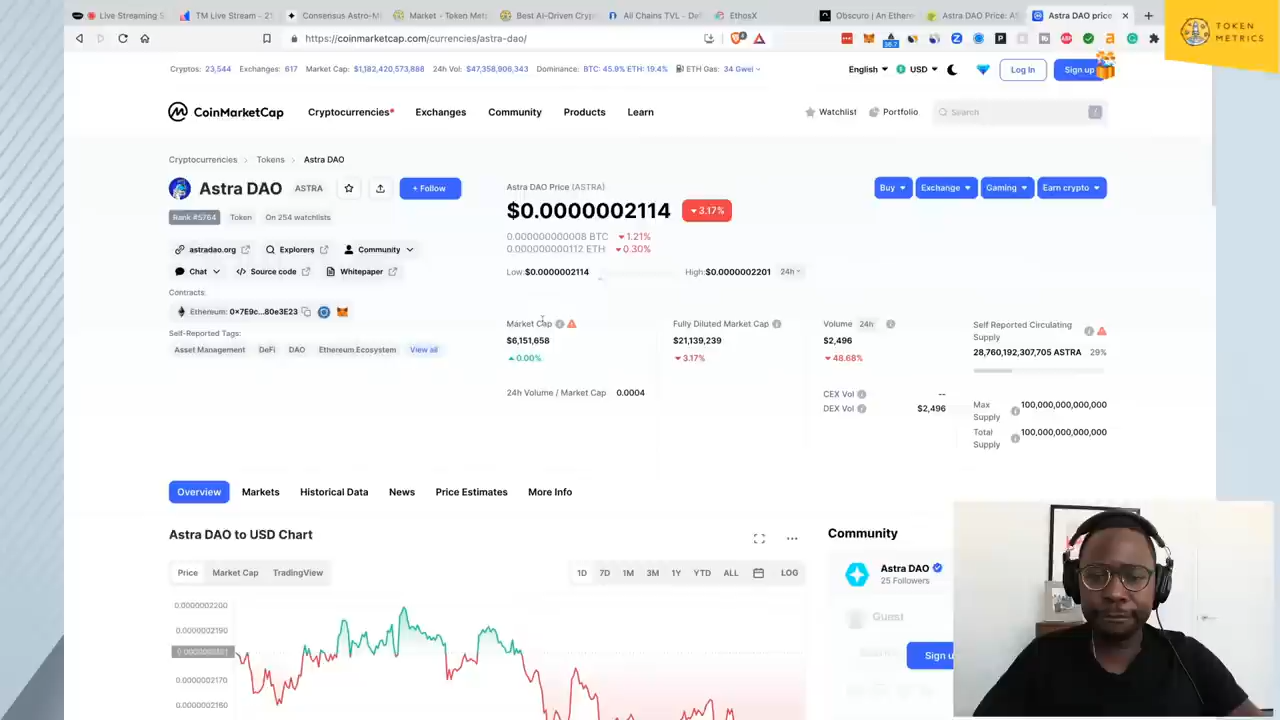 Live Streaming
TM Live Stream - 21
Consensus Astro-M
Market - Token Met
Best AI-Driven Cryp
All Chains TVL - Def
EthosX
Obscuro | An Ether
Astra DAO Price: AS
Astra DAO price
https://coinmarketcap.com/currencies/astra-dao/
TOKEN
METRICS
Cryptos: 23,544 Exchanges: 617 Market Cap: $1,182,420,573,888 24h Vol: $47,358,906,343 Dominance: BTC: 45.9% ETH: 19.4% ETH Gas: 34 Gwei
English USD Log In Sign up
CoinMarketCap Cryptocurrencies* Exchanges Community Products Learn Watchlist Portfolio Search /
Cryptocurrencies > Tokens > Astra DAO
Astra DAO ASTRA + Follow
Rank #5764 Token On 254 watchlists
astradao.org Explorers Community
Chat Source code Whitepaper
Contracts:
Ethereum: 0x7E9c...80e3E23
Self-Reported Tags:
Asset Management DeFi DAO Ethereum Ecosystem View all
Astra DAO Price (ASTRA)
$0.0000002114 3.17%
0.000000000008 BTC 1.21%
0.000000000112 ETH 0.30%
Low: $0.0000002114 High: $0.0000002201 24h
Buy Exchange Gaming Earn crypto
Market Cap
$6,151,658
0.00%
24h Volume / Market Cap 0.0004
Fully Diluted Market Cap
$21,139,239
3.17%
Volume 24h
$2,496
48.68%
CEX Vol --
DEX Vol $2,496
Self Reported Circulating
Supply
28,760,192,307,705 ASTRA 29%
Max
Supply
100,000,000,000,000
Total
Supply
100,000,000,000,000
Overview Markets Historical Data News Price Estimates More Info
Astra DAO to USD Chart
Price Market Cap TradingView 1D 7D 1M 3M 1Y YTD ALL LOG
0.0000002200
0.0000002190
0.0000002170
0.0000002160
Community
Astra DAO
25 Followers
Guest
Sign u